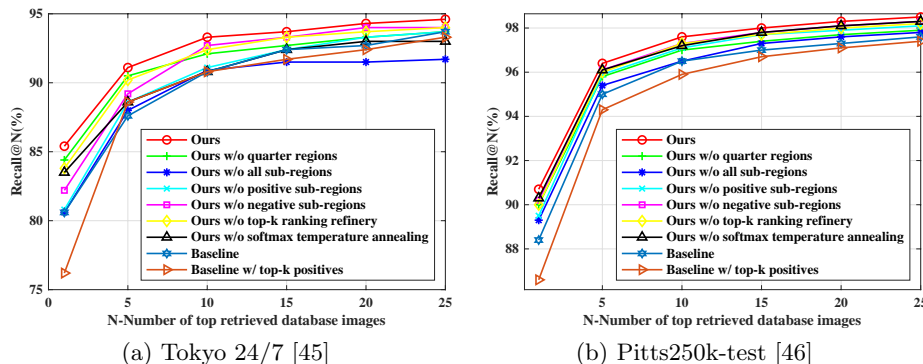 95
90
85
80
75
Recall@N(%)
Ours
Ours w/o quarter regions
Ours w/o all sub-regions
Ours w/o positive sub-regions
Ours w/o negative sub-regions
Ours w/o top-k ranking refinery
Ours w/o softmax temperature annealing
Baseline
Baseline w/ top-k positives
0 5 10 15 20 25
N-Number of top retrieved database images
(a) Tokyo 24/7 [45]
98
96
94
92
90
88
Recall@N(%)
Ours
Ours w/o quarter regions
Ours w/o all sub-regions
Ours w/o positive sub-regions
Ours w/o negative sub-regions
Ours w/o top-k ranking refinery
Ours w/o softmax temperature annealing
Baseline
Baseline w/ top-k positives
5 10 15 20 25
N-Number of top retrieved database images
(b) Pitts250k-test [46]